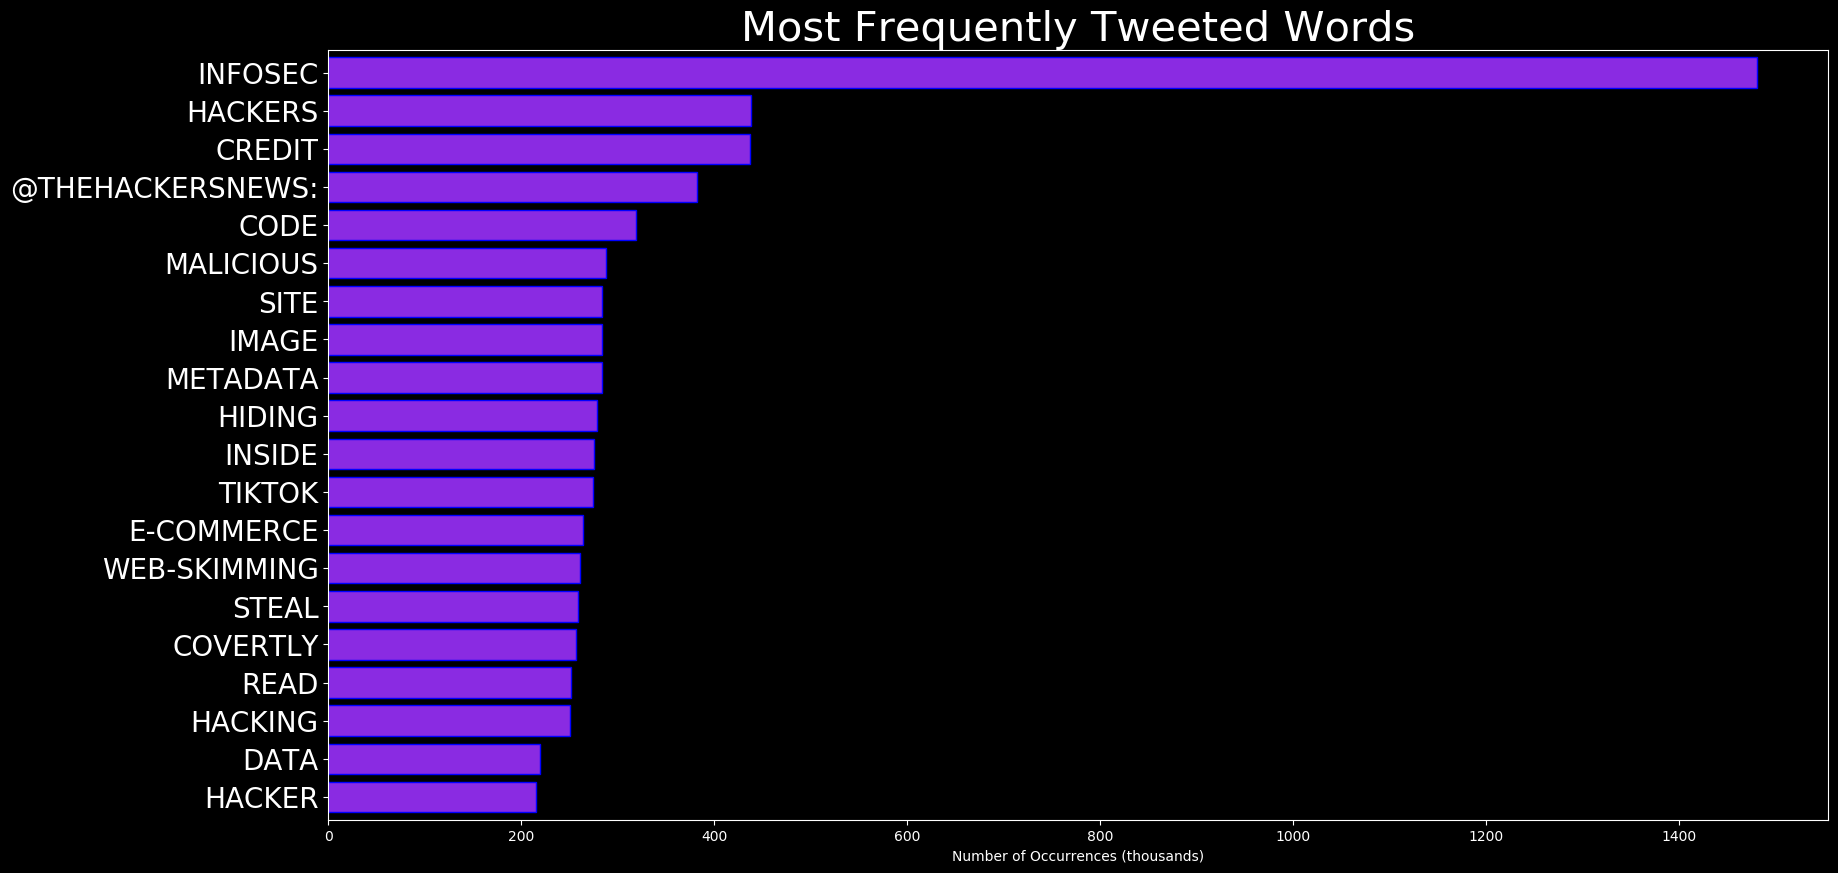 Most Frequently Tweeted Words
INFOSEC
HACKERS
CREDIT
@THEHACKERSNEWS:
CODE
MALICIOUS
SITE
IMAGE
METADATA
HIDING
INSIDE
TIKTOK
E-COMMERCE
WEB-SKIMMING
STEAL
COVERTLY
READ
HACKING
DATA
HACKER
0 200 400 600 800 1000 1200 1400
Number of Occurrences (thousands)